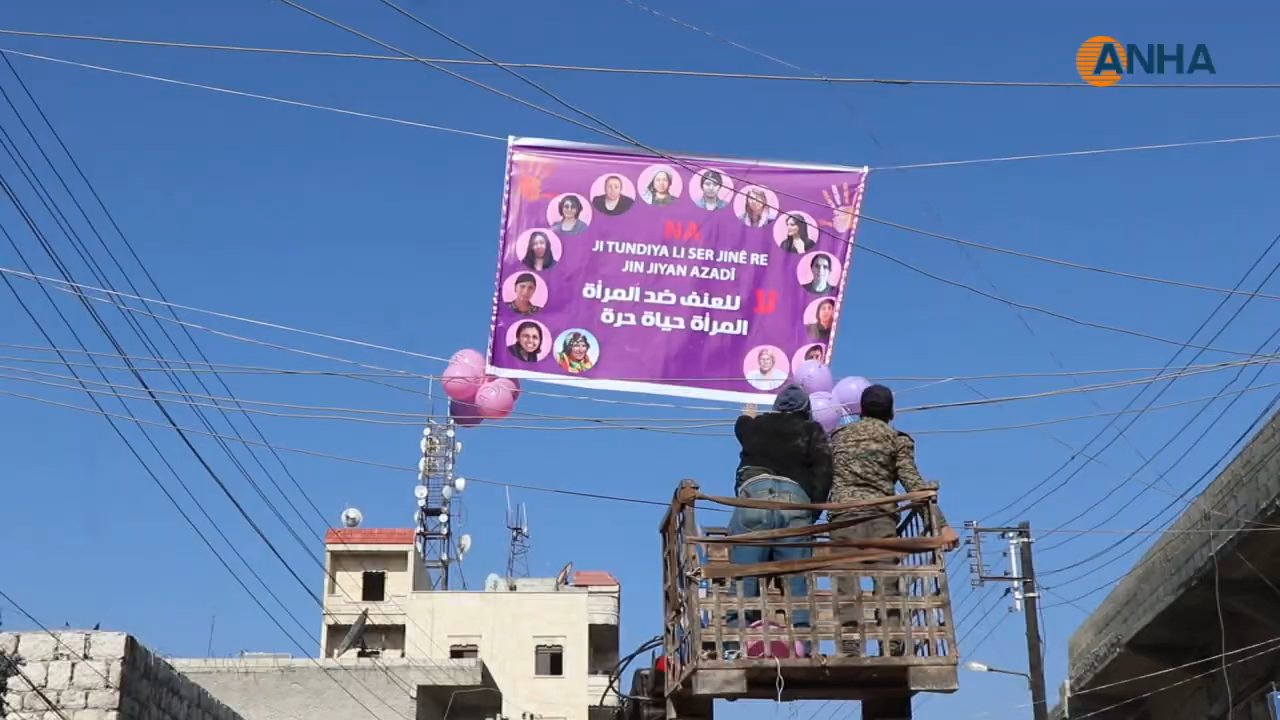 ANHA
NA
JI TUNDIYA LI SER JINÊ RE
JIN JIYAN AZADÎ
لا للعنف ضد المرأة
المرأة حياة حرة